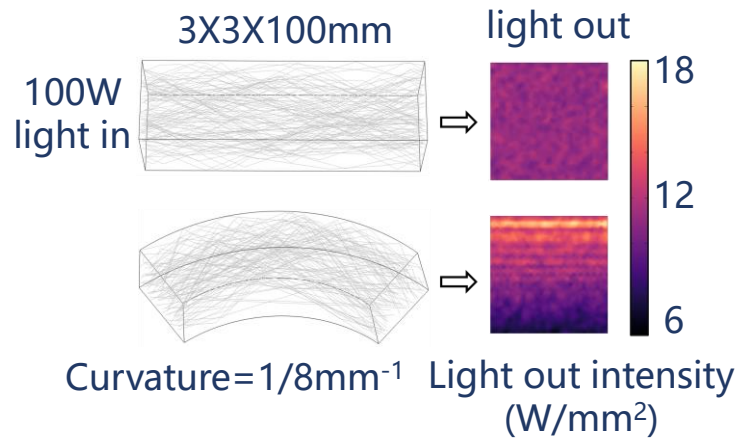 3X3X100mm
light out
100W
light in
18
12
6
Curvature=1/8mm⁻¹
Light out intensity
(W/mm²)